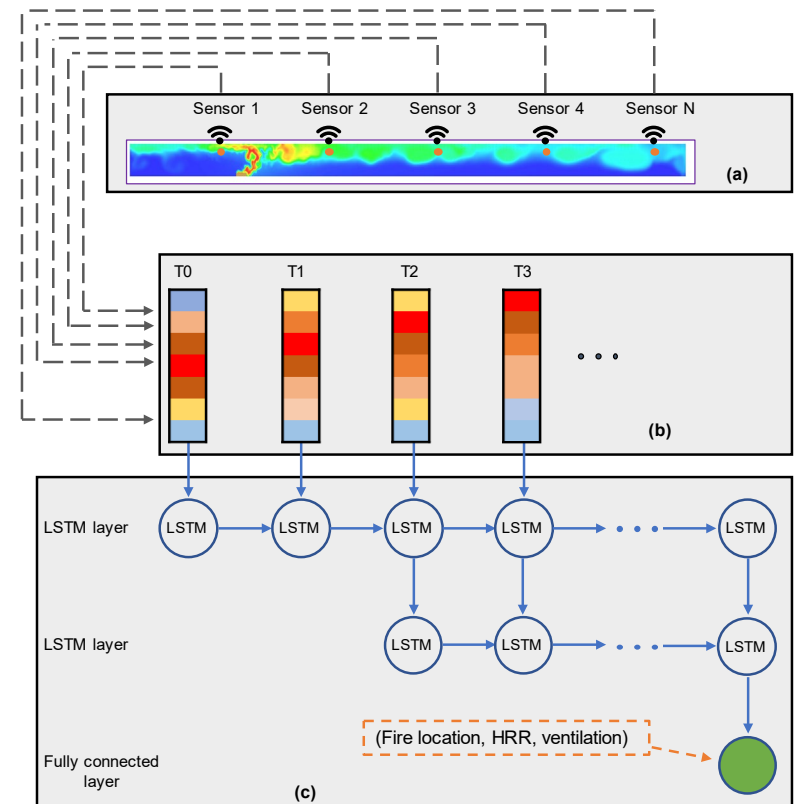 Sensor 1 Sensor 2 Sensor 3 Sensor 4 Sensor N
(a)
T0 T1 T2 T3
(b)
LSTM layer LSTM LSTM LSTM LSTM LSTM
LSTM layer LSTM LSTM LSTM
(Fire location, HRR, ventilation)
Fully connected
layer
(c)